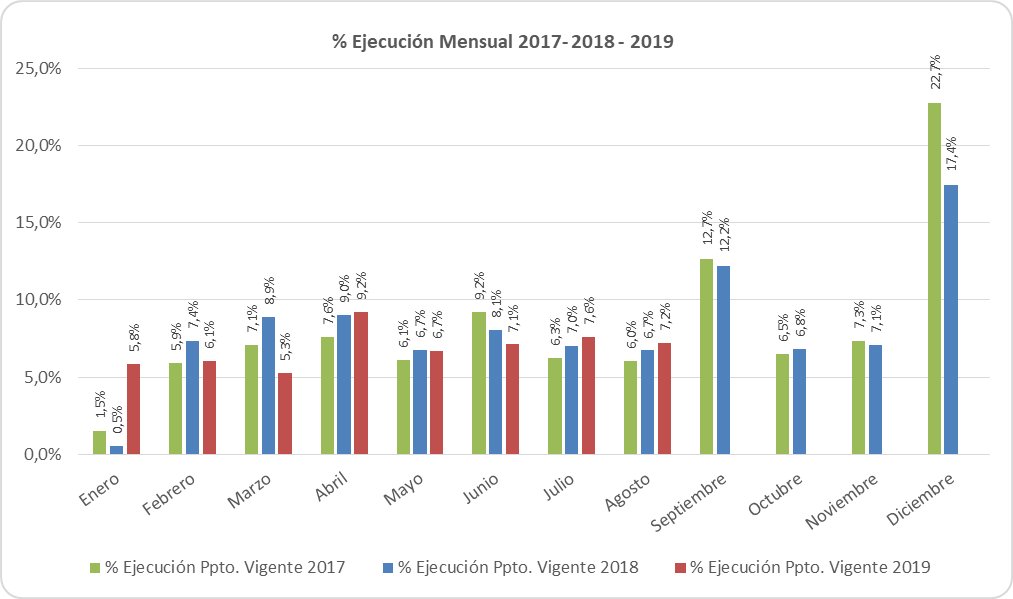 % Ejecución Mensual 2017- 2018 - 2019
25,0%
20,0%
15,0%
10,0%
5,0%
0,0%
1,5%
0,5%
5,8%
5,9%
7,4%
6,1%
7,1%
8,9%
5,3%
7,6%
9,0%
9,2%
6,1%
6,7%
6,7%
9,2%
8,1%
7,1%
6,3%
7,0%
7,6%
6,0%
6,7%
7,2%
12,7%
12,2%
6,5%
6,8%
7,3%
7,1%
22,7%
17,4%
Enero
Febrero
Marzo
Abril
Mayo
Junio
Julio
Agosto
Septiembre
Octubre
Noviembre
Diciembre
% Ejecución Ppto. Vigente 2017
% Ejecución Ppto. Vigente 2018
% Ejecución Ppto. Vigente 2019